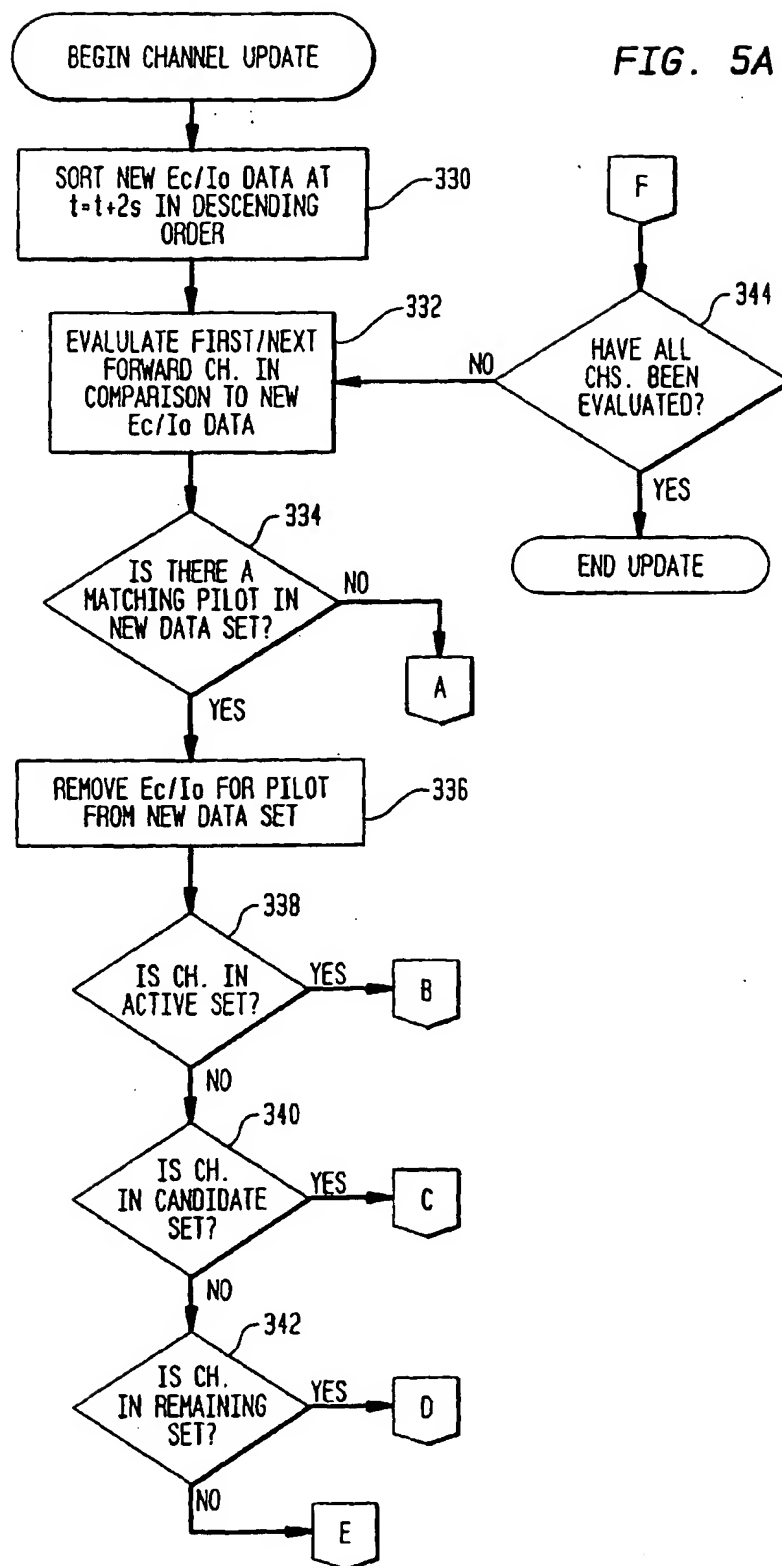 FIG. 5A
BEGIN CHANNEL UPDATE
SORT NEW Ec/Io DATA AT
t=t+2s IN DESCENDING
ORDER
330
EVALULATE FIRST/NEXT
FORWARD CH. IN
COMPARISON TO NEW
Ec/Io DATA
332
IS THERE A
MATCHING PILOT IN
NEW DATA SET?
334
NO
A
YES
REMOVE Ec/Io FOR PILOT
FROM NEW DATA SET
336
IS CH. IN
ACTIVE SET?
338
YES
B
NO
IS CH.
IN CANDIDATE
SET?
340
YES
C
NO
IS CH.
IN REMAINING
SET?
342
YES
D
NO
E
F
HAVE ALL
CHS. BEEN
EVALUATED?
344
NO
YES
END UPDATE